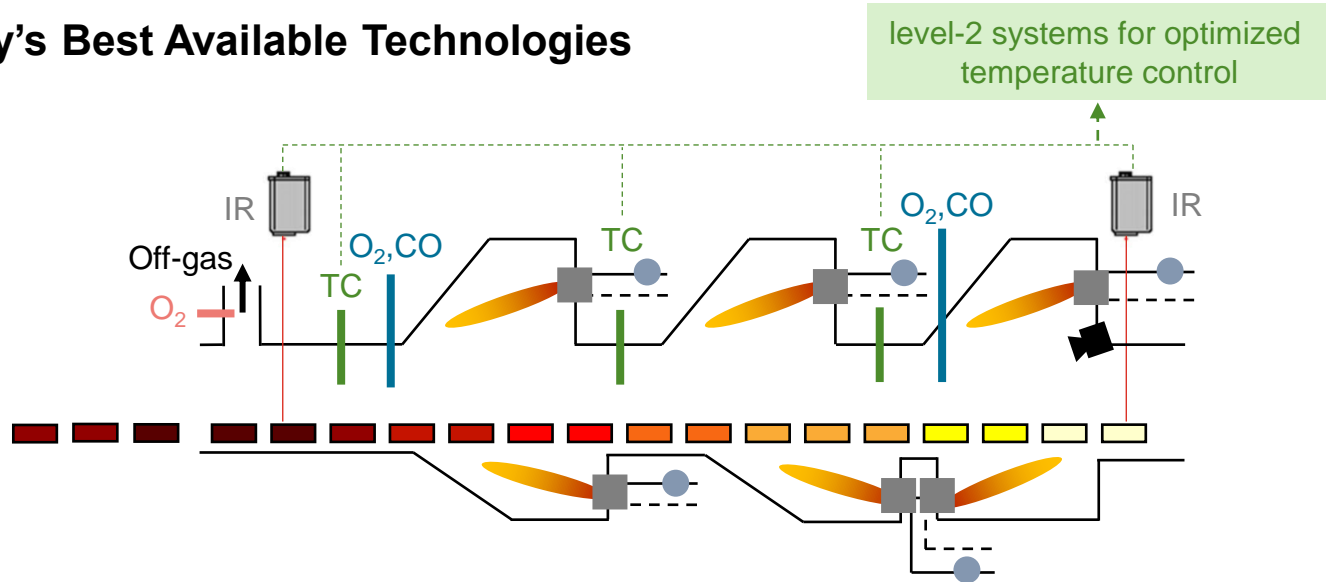 y's Best Available Technologies
level-2 systems for optimized
temperature control
IR
IR
O₂,CO
O₂,CO
TC
TC
TC
Off-gas
O₂